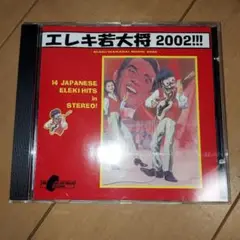 エレキ若大将 2002!!!
14 JAPANESE
ELEKI HITS
in
STEREO!